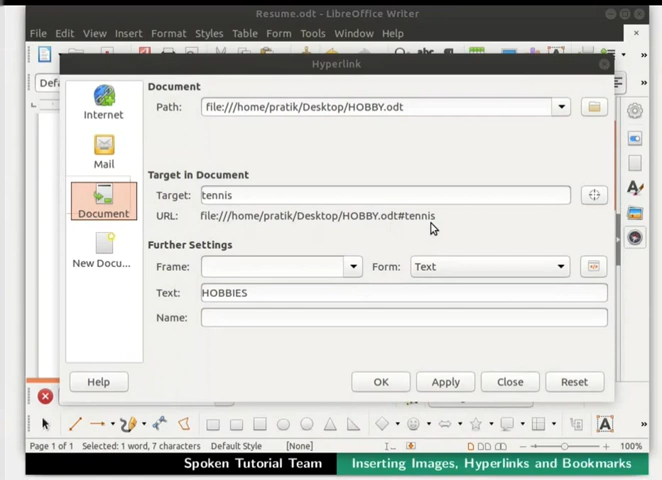 Resume.odt - LibreOffice Writer
File Edit View Insert Format Styles Table Form Tools Window Help
Hyperlink
Internet
Mail
Document
New Docu...
Document
Path: file:///home/pratik/Desktop/HOBBY.odt
Target in Document
Target: tennis
URL: file:///home/pratik/Desktop/HOBBY.odt#tennis
Further Settings
Frame: Form: Text
Text: HOBBIES
Name:
Help OK Apply Close Reset
Page 1 of 1 Selected: 1 word, 7 characters Default Style [None] 100%
Spoken Tutorial Team Inserting Images, Hyperlinks and Bookmarks